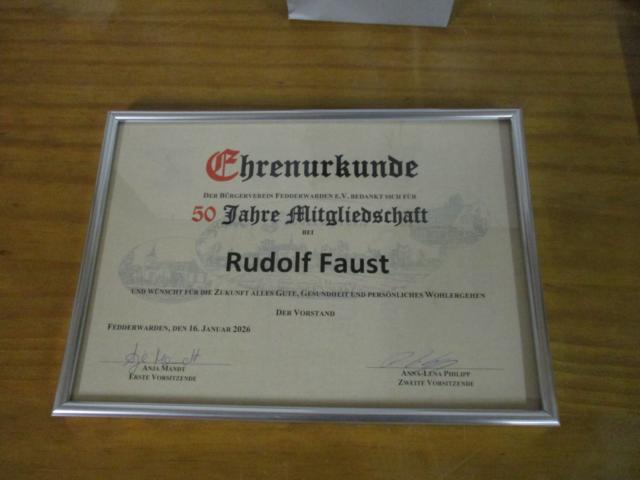 Ehrenurkunde
Der Bürgerverein Fedderwarden e.V. bedankt sich für
50 Jahre Mitgliedschaft
bei
Rudolf Faust
und wünscht für die Zukunft alles Gute, Gesundheit und persönliches Wohlergehen
Der Vorstand
Fedderwarden, den 16. Januar 2026
Anja Mandt
Erste Vorsitzende
Anna-Lena Philipp
Zweite Vorsitzende